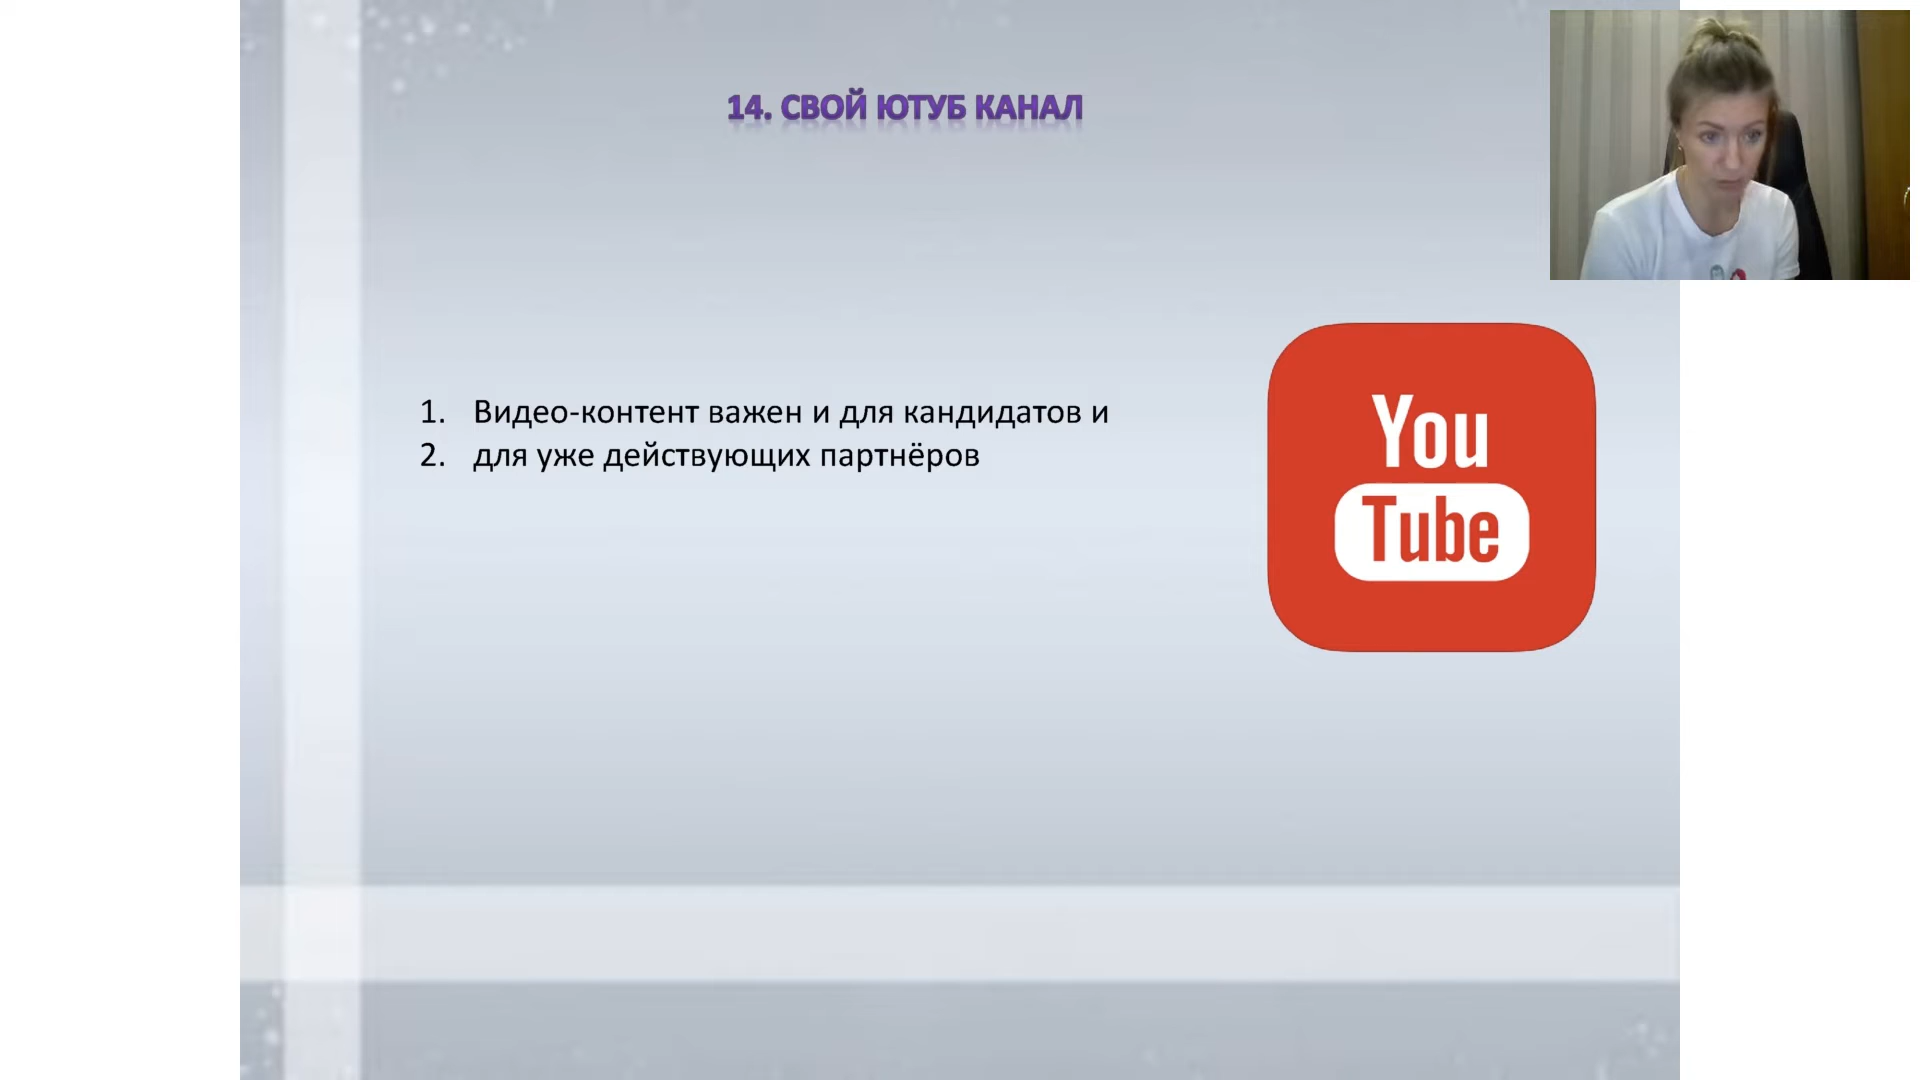 14. СВОЙ ЮТУБ КАНАЛ
1. Видео-контент важен и для кандидатов и
2. для уже действующих партнёров
You
Tube